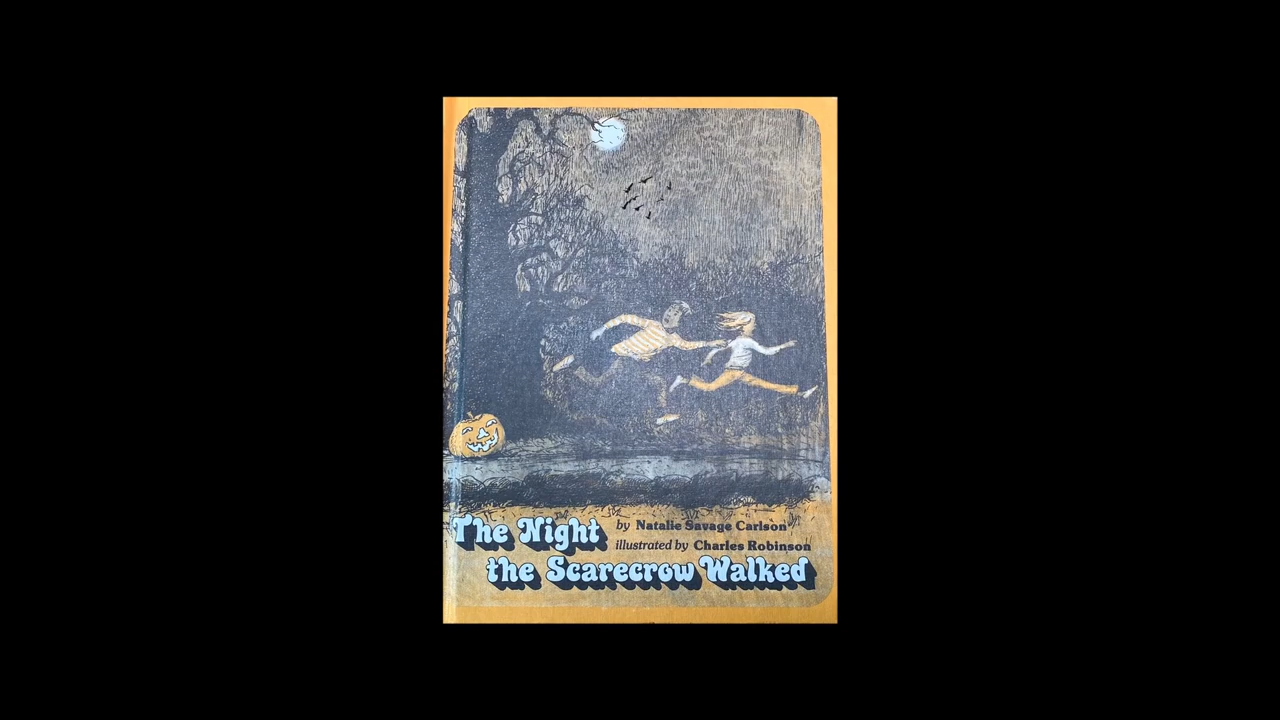 The Night
by Natalie Savage Carlson
illustrated by Charles Robinson
the Scarecrow Walked